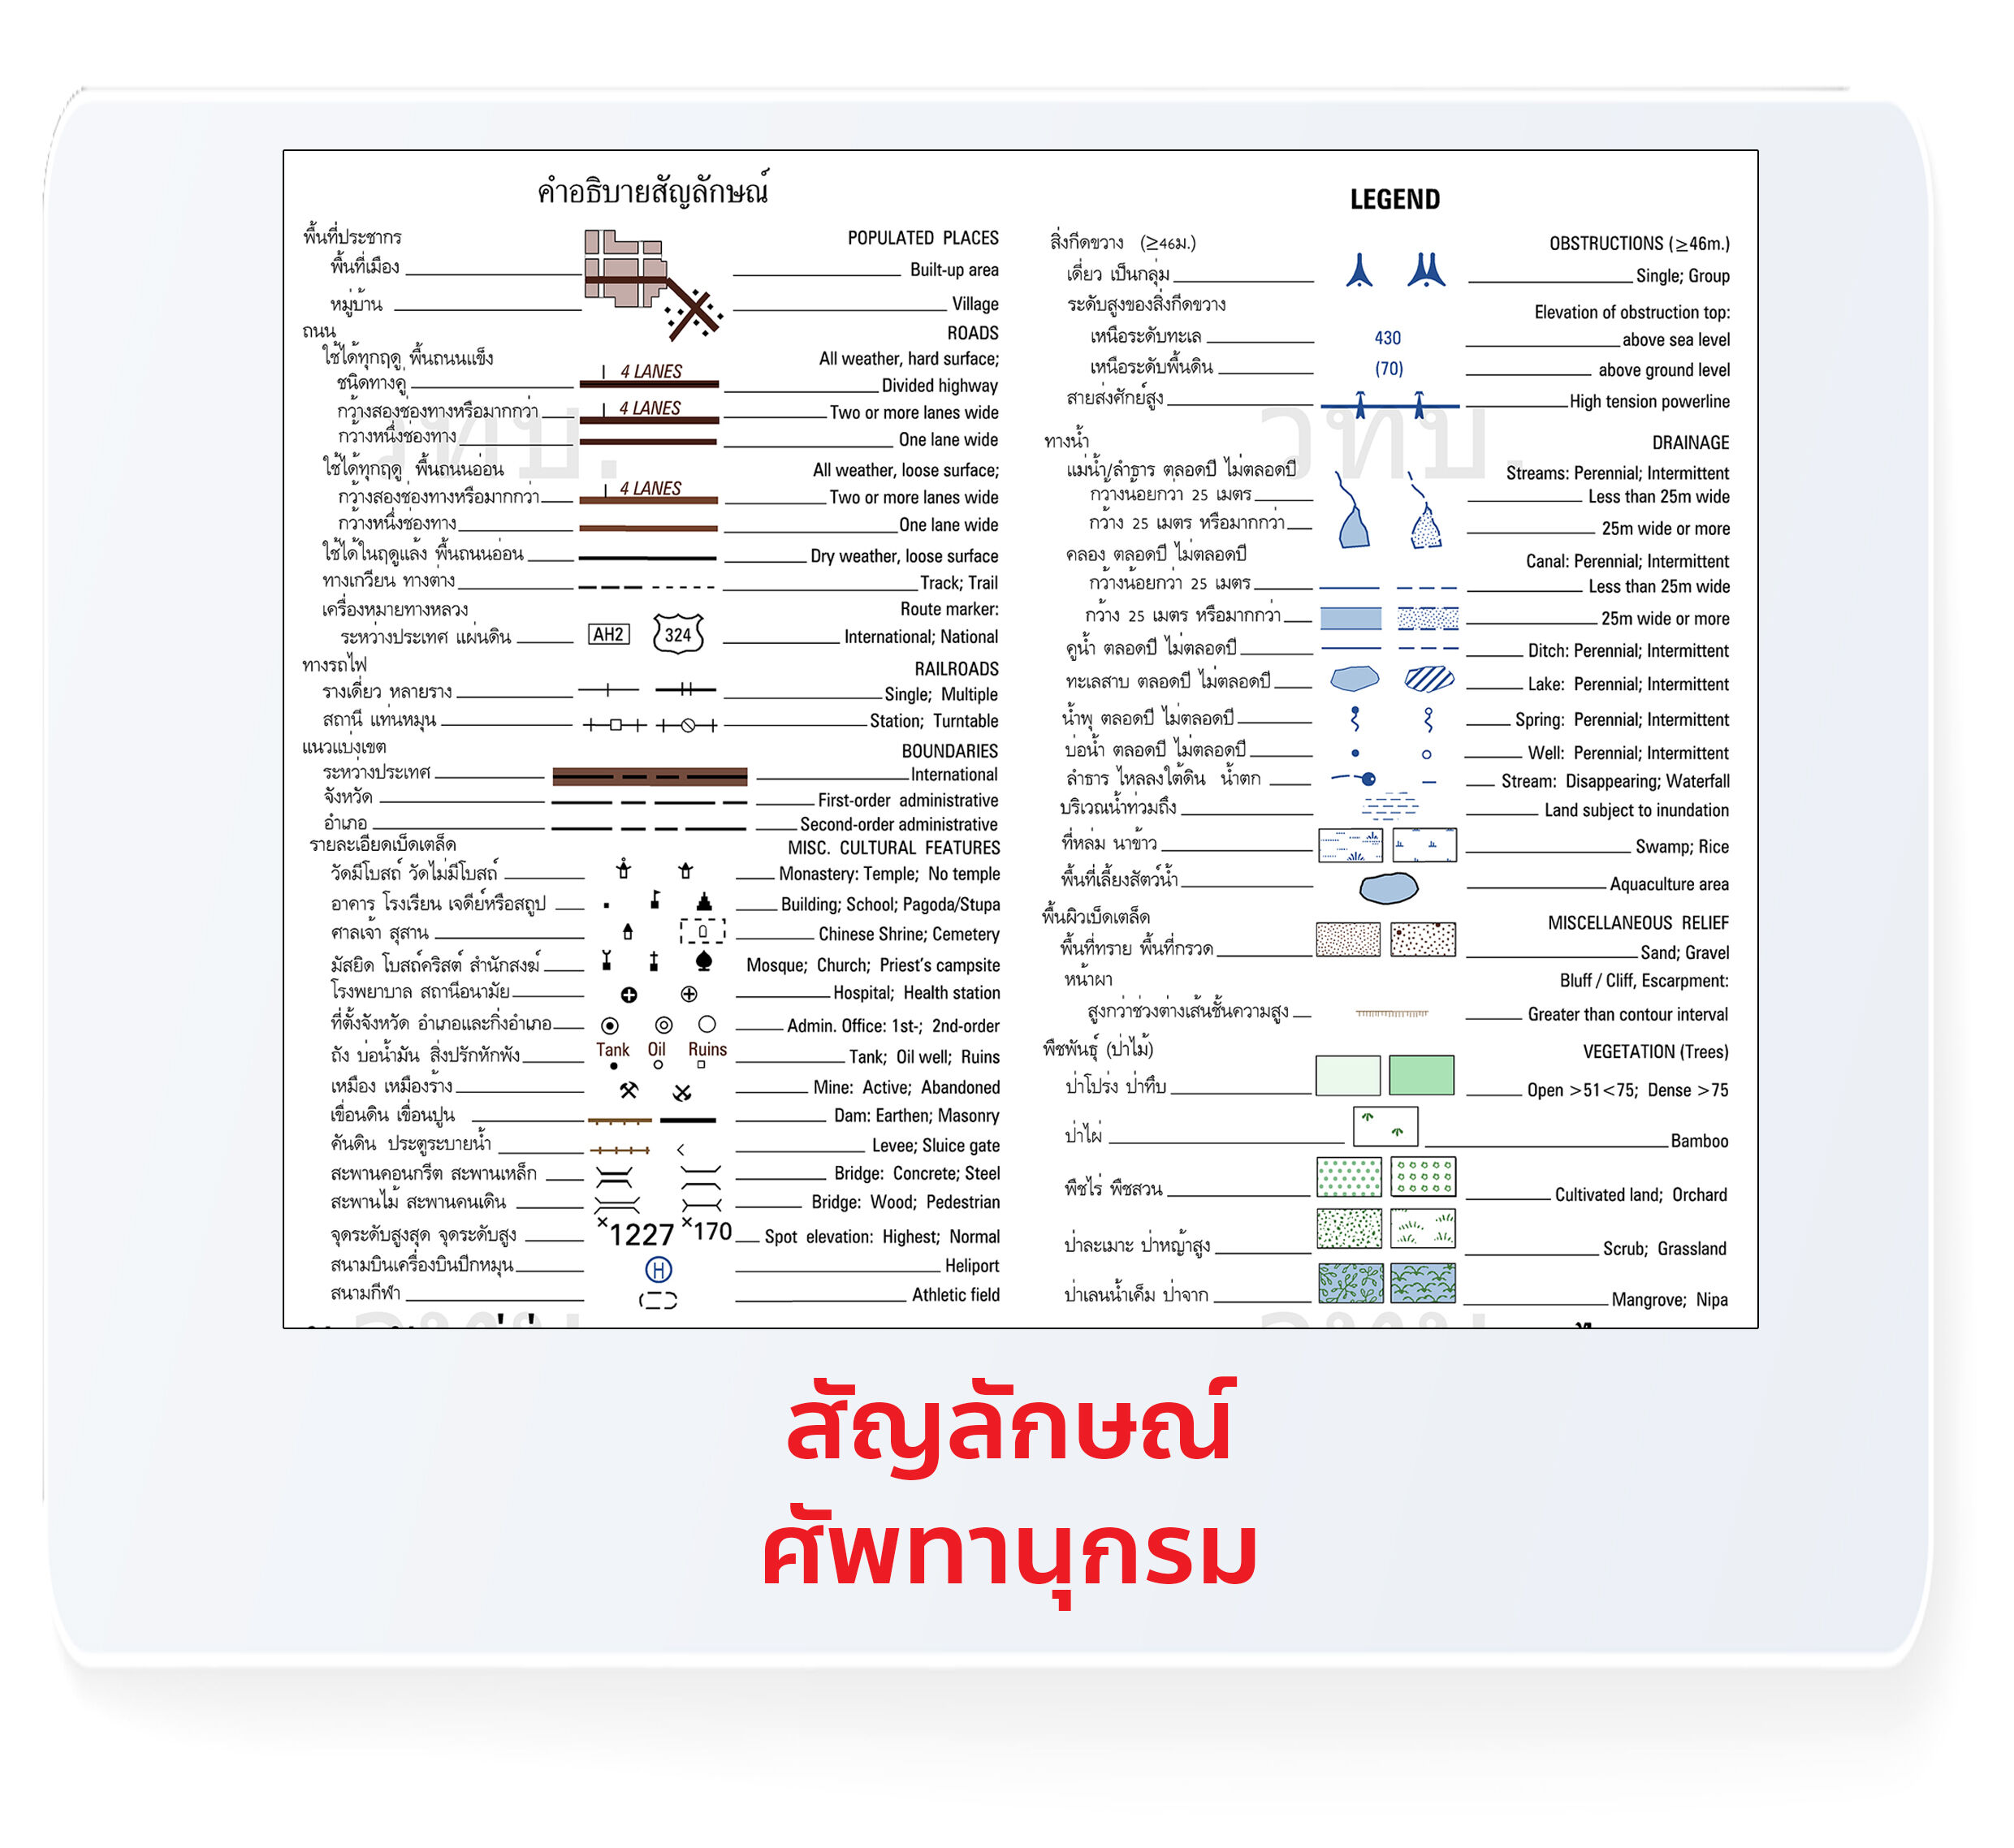 คำอธิบายสัญลักษณ์
พื้นที่ประชากร POPULATED PLACES
พื้นที่เมือง Built-up area
หมู่บ้าน Village
ถนน ROADS
ใช้ได้ทุกฤดู พื้นถนนแข็ง All weather, hard surface;
ชนิดทางคู่ 4 LANES Divided highway
กว้างสองช่องทางหรือมากกว่า 4 LANES Two or more lanes wide
กว้างหนึ่งช่องทาง One lane wide
ใช้ได้ทุกฤดู พื้นถนนอ่อน All weather, loose surface;
กว้างสองช่องทางหรือมากกว่า 4 LANES Two or more lanes wide
กว้างหนึ่งช่องทาง One lane wide
ใช้ได้ในฤดูแล้ง พื้นถนนอ่อน Dry weather, loose surface
ทางเกวียน ทางต่าง Track; Trail
เครื่องหมายทางหลวง Route marker:
ระหว่างประเทศ แผ่นดิน AH2 324 International; National
ทางรถไฟ RAILROADS
รางเดี่ยว หลายราง Single; Multiple
สถานี แท่นหมุน Station; Turntable
แนวแบ่งเขต BOUNDARIES
ระหว่างประเทศ International
จังหวัด First-order administrative
อำเภอ Second-order administrative
รายละเอียดเบ็ดเตล็ด MISC. CULTURAL FEATURES
วัดมีโบสถ์ วัดไม่มีโบสถ์ Monastery: Temple; No temple
อาคาร โรงเรียน เจดีย์หรือสถูป Building; School; Pagoda/Stupa
ศาลเจ้า สุสาน Chinese Shrine; Cemetery
มัสยิด โบสถ์คริสต์ สำนักสงฆ์ Mosque; Church; Priest's campsite
โรงพยาบาล สถานีอนามัย Hospital; Health station
ที่ตั้งจังหวัด อำเภอและกิ่งอำเภอ Admin. Office: 1st-; 2nd-order
ถัง บ่อน้ำมัน สิ่งปรักหักพัง Tank Oil Ruins Tank; Oil well; Ruins
เหมือง เหมืองร้าง Mine: Active; Abandoned
เขื่อนดิน เขื่อนปูน Dam: Earthen; Masonry
คันดิน ประตูระบายน้ำ Levee; Sluice gate
สะพานคอนกรีต สะพานเหล็ก Bridge: Concrete; Steel
สะพานไม้ สะพานคนเดิน Bridge: Wood; Pedestrian
จุดระดับสูงสุด จุดระดับสูง ×1227 ×170 Spot elevation: Highest; Normal
สนามบินเครื่องบินปีกหมุน H Heliport
สนามกีฬา Athletic field
LEGEND
สิ่งกีดขวาง (≥46ม.) OBSTRUCTIONS (≥46m.)
เดี่ยว เป็นกลุ่ม Single; Group
ระดับสูงของสิ่งกีดขวาง Elevation of obstruction top:
เหนือระดับทะเล 430 above sea level
เหนือระดับพื้นดิน (70) above ground level
สายส่งศักย์สูง High tension powerline
ทางน้ำ DRAINAGE
แม่น้ำ/ลำธาร ตลอดปี ไม่ตลอดปี Streams: Perennial; Intermittent
กว้างน้อยกว่า 25 เมตร Less than 25m wide
กว้าง 25 เมตร หรือมากกว่า 25m wide or more
คลอง ตลอดปี ไม่ตลอดปี Canal: Perennial; Intermittent
กว้างน้อยกว่า 25 เมตร Less than 25m wide
กว้าง 25 เมตร หรือมากกว่า 25m wide or more
คูน้ำ ตลอดปี ไม่ตลอดปี Ditch: Perennial; Intermittent
ทะเลสาบ ตลอดปี ไม่ตลอดปี Lake: Perennial; Intermittent
น้ำพุ ตลอดปี ไม่ตลอดปี Spring: Perennial; Intermittent
บ่อน้ำ ตลอดปี ไม่ตลอดปี Well: Perennial; Intermittent
ลำธาร ไหลลงใต้ดิน น้ำตก Stream: Disappearing; Waterfall
บริเวณน้ำท่วมถึง Land subject to inundation
ที่หล่ม นาข้าว Swamp; Rice
พื้นที่เลี้ยงสัตว์น้ำ Aquaculture area
พื้นผิวเบ็ดเตล็ด MISCELLANEOUS RELIEF
พื้นที่ทราย พื้นที่กรวด Sand; Gravel
หน้าผา Bluff / Cliff, Escarpment:
สูงกว่าช่วงต่างเส้นชั้นความสูง Greater than contour interval
พืชพันธุ์ (ป่าไม้) VEGETATION (Trees)
ป่าโปร่ง ป่าทึบ Open >51<75; Dense >75
ป่าไผ่ Bamboo
พืชไร่ พืชสวน Cultivated land; Orchard
ป่าละเมาะ ป่าหญ้าสูง Scrub; Grassland
ป่าเลนน้ำเค็ม ป่าจาก Mangrove; Nipa
วทบ. วทบ.
สัญลักษณ์
ศัพทานุกรม